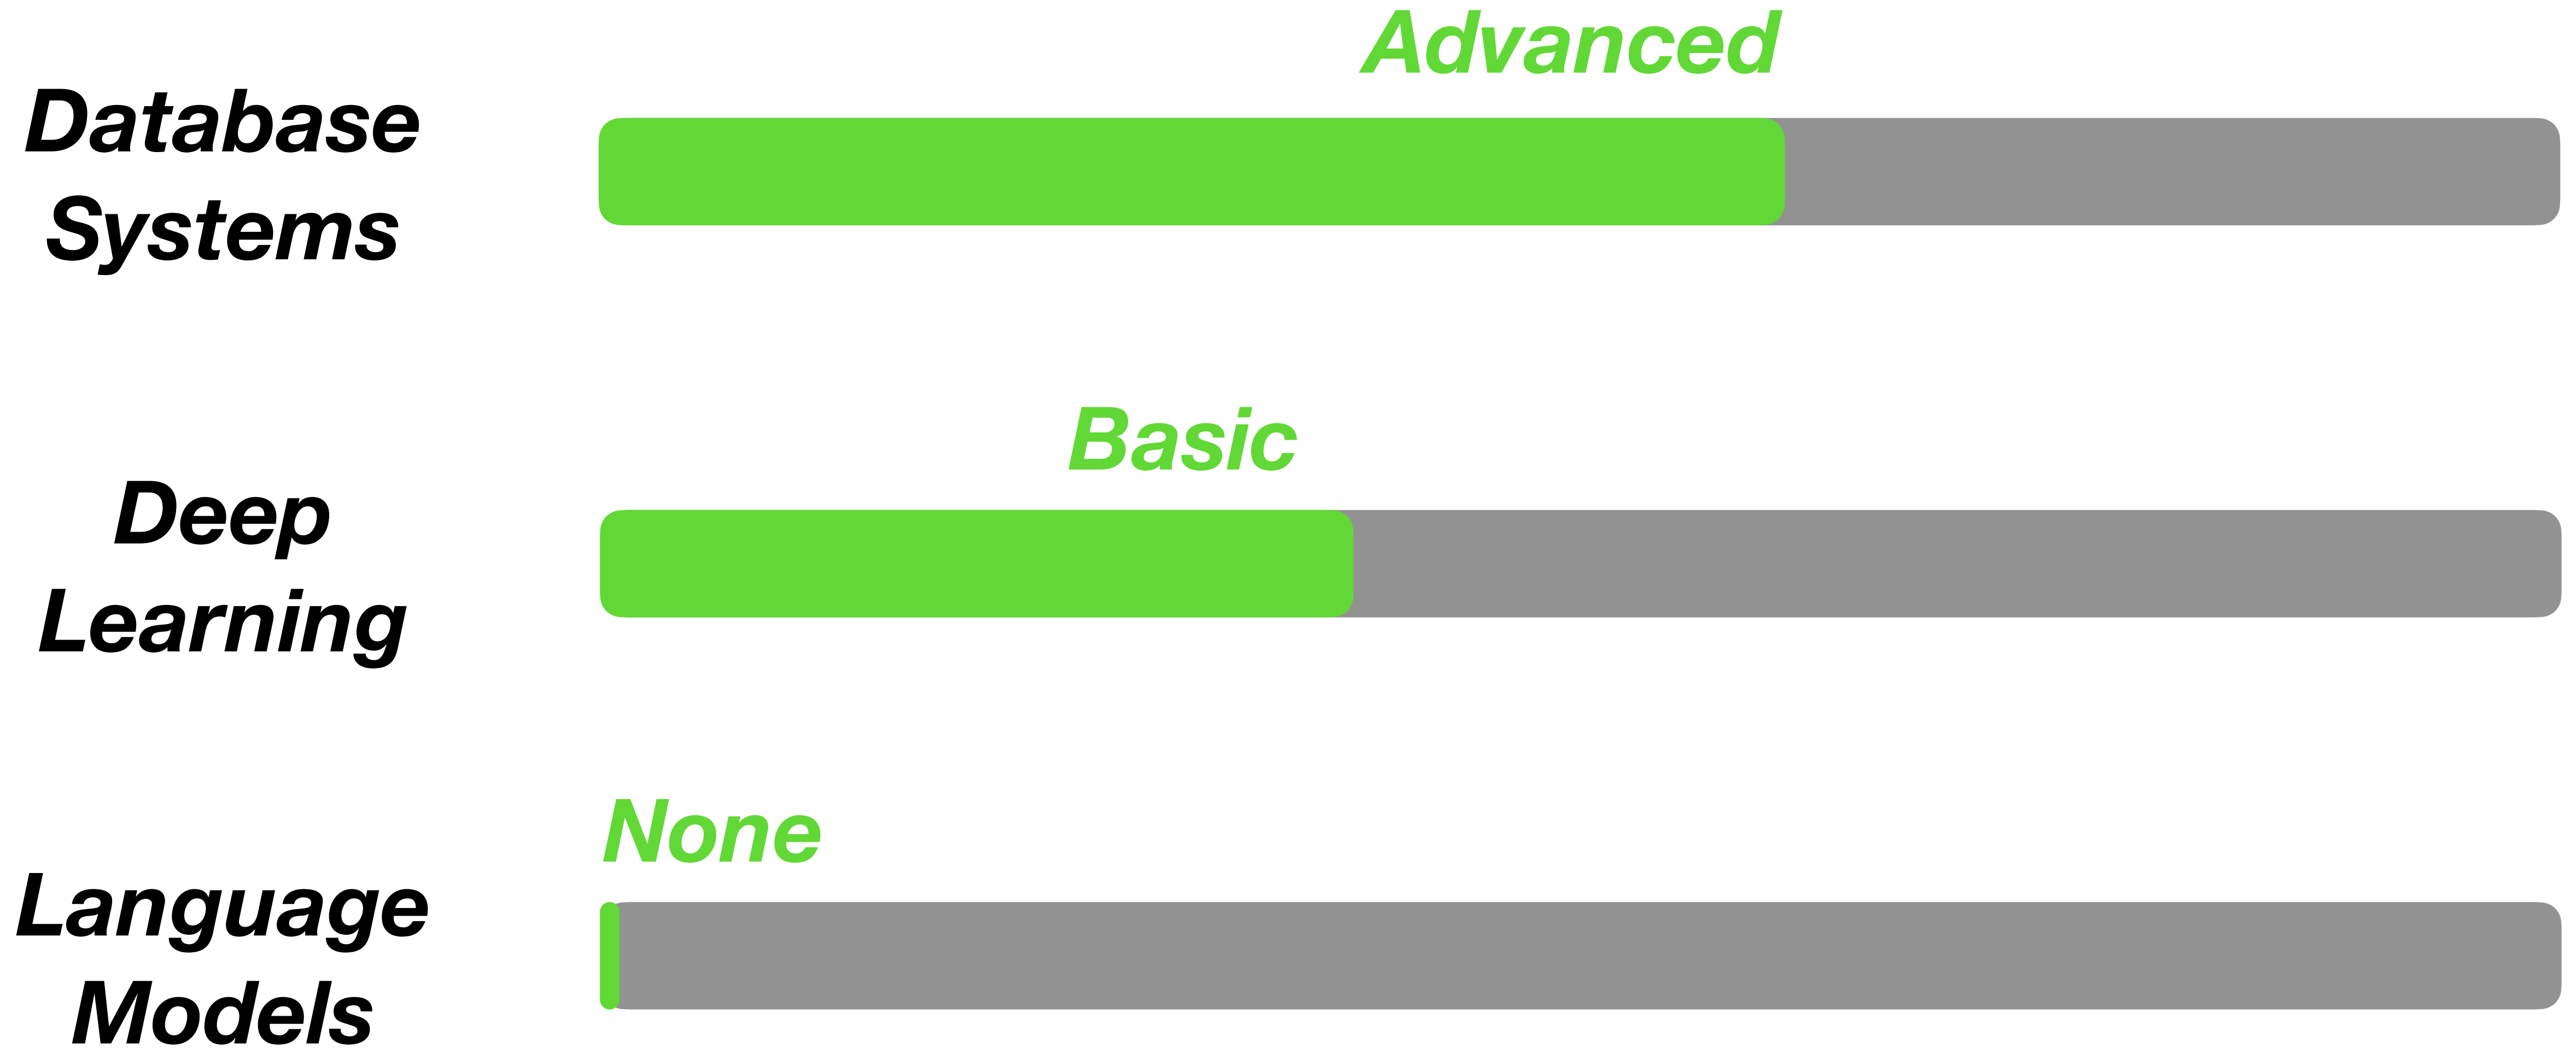 Advanced
Database
Systems
Basic
Deep
Learning
None
Language
Models